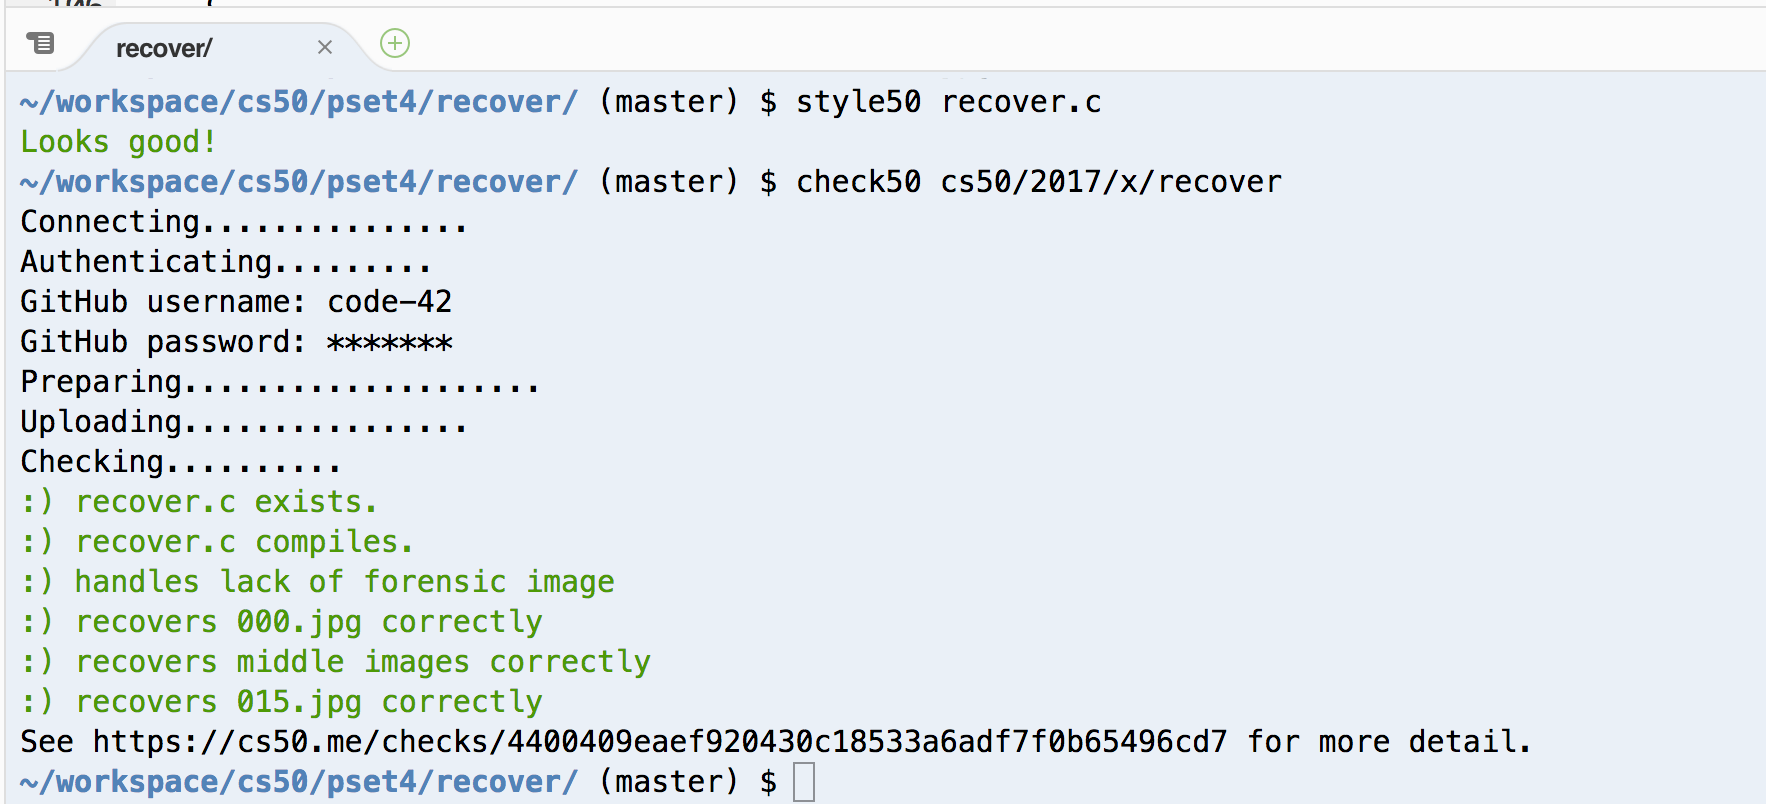 recover/
~/workspace/cs50/pset4/recover/ (master) $ style50 recover.c
Looks good!
~/workspace/cs50/pset4/recover/ (master) $ check50 cs50/2017/x/recover
Connecting...............
Authenticating.........
GitHub username: code-42
GitHub password: *******
Preparing....................
Uploading................
Checking..........
:) recover.c exists.
:) recover.c compiles.
:) handles lack of forensic image
:) recovers 000.jpg correctly
:) recovers middle images correctly
:) recovers 015.jpg correctly
See https://cs50.me/checks/4400409eaef920430c18533a6adf7f0b65496cd7 for more detail.
~/workspace/cs50/pset4/recover/ (master) $